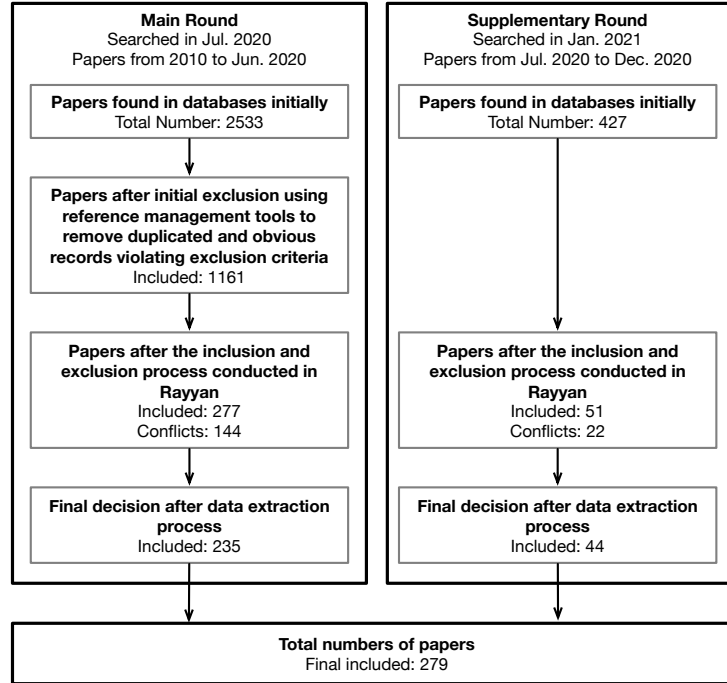 Main Round
Searched in Jul. 2020
Papers from 2010 to Jun. 2020
Papers found in databases initially
Total Number: 2533
Papers after initial exclusion using
reference management tools to
remove duplicated and obvious
records violating exclusion criteria
Included: 1161
Papers after the inclusion and
exclusion process conducted in
Rayyan
Included: 277
Conflicts: 144
Final decision after data extraction
process
Included: 235
Supplementary Round
Searched in Jan. 2021
Papers from Jul. 2020 to Dec. 2020
Papers found in databases initially
Total Number: 427
Papers after the inclusion and
exclusion process conducted in
Rayyan
Included: 51
Conflicts: 22
Final decision after data extraction
process
Included: 44
Total numbers of papers
Final included: 279